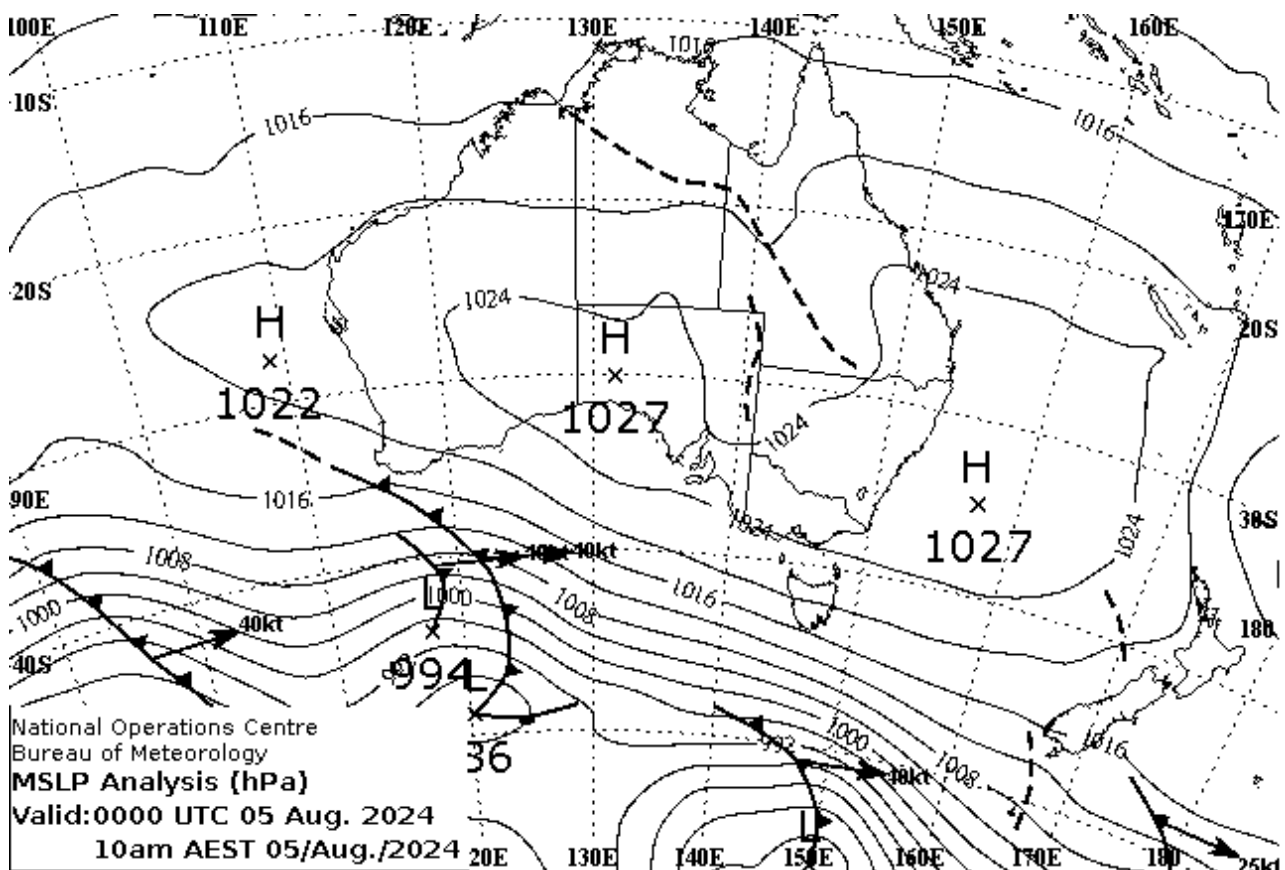 100E 110E 120E 130E 140E 150E 160E
1016
10S
1016
1016
170E
20S
1024
1024
20S
H
1022
H
1027
1024
H
1027
1016
1024
1024
30S
90E
1008
40kt
1000
1000
L
1008
1016
180
40kt
40S
994
L
36
992
1000
1008
1016
40kt
L
National Operations Centre
Bureau of Meteorology
MSLP Analysis (hPa)
Valid:0000 UTC 05 Aug. 2024
10am AEST 05/Aug./2024
20E 130E 140E 150E 160E 170E 180
25kt